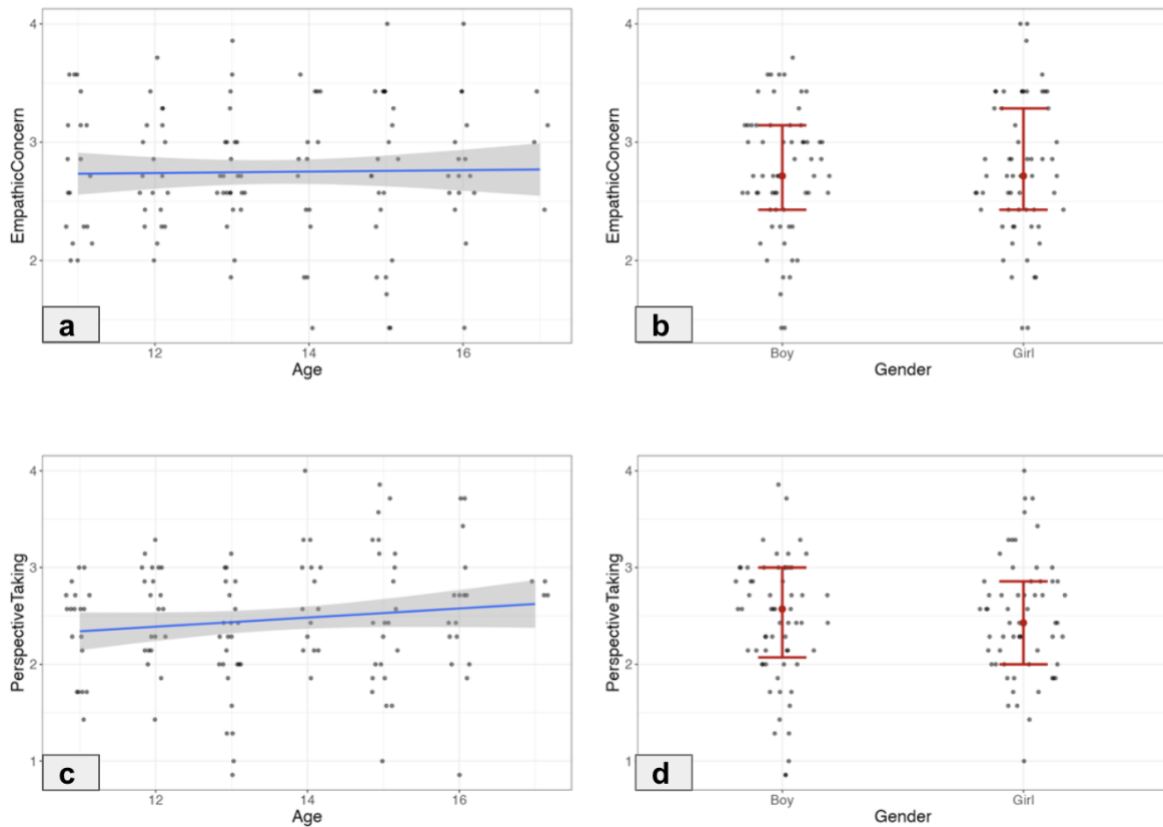 4
3
2
EmpathicConcern
a
12
14
16
Age
4
3
2
EmpathicConcern
b
Boy
Girl
Gender
4
3
2
1
PerspectiveTaking
c
12
14
16
Age
4
3
2
1
PerspectiveTaking
d
Boy
Girl
Gender